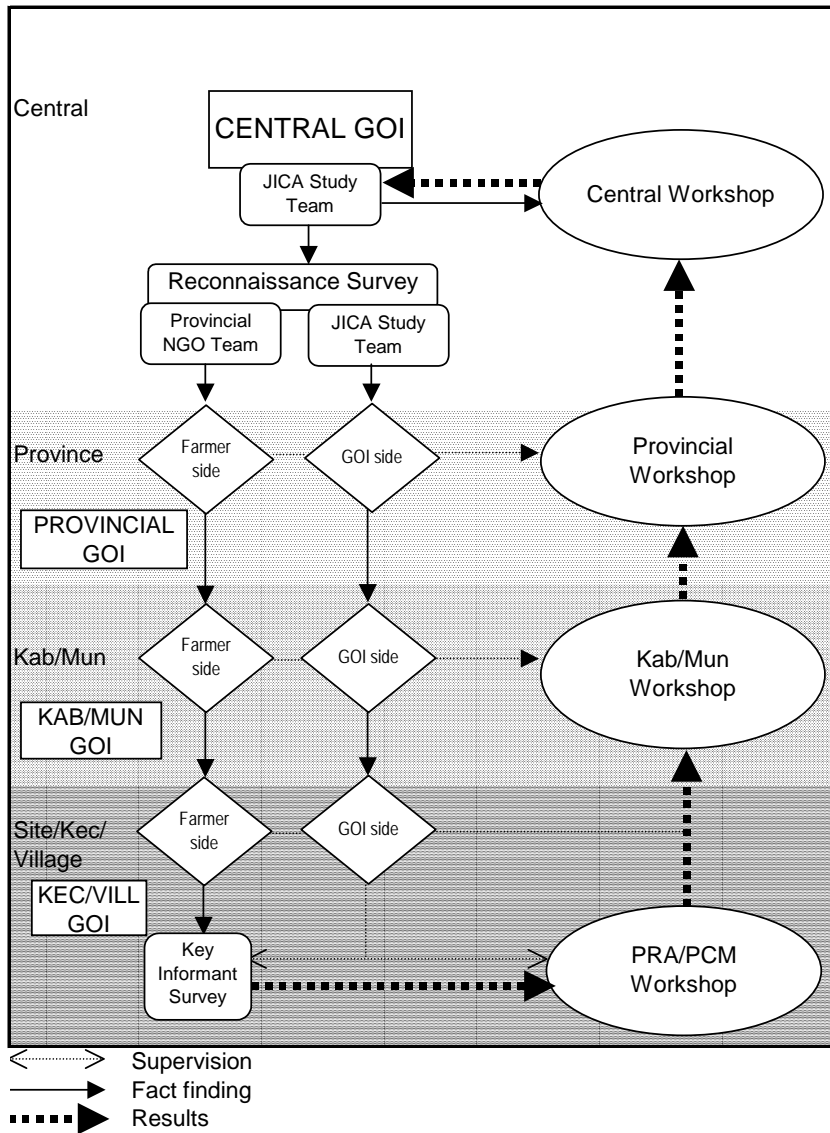 Central
CENTRAL GOI
JICA Study
Team
Central Workshop
Reconnaissance Survey
Provincial
NGO Team
JICA Study
Team
Province
Farmer
side
GOI side
Provincial
Workshop
PROVINCIAL
GOI
Kab/Mun
Farmer
side
GOI side
Kab/Mun
Workshop
KAB/MUN
GOI
Site/Kec/
Village
Farmer
side
GOI side
KEC/VILL
GOI
Key
Informant
Survey
PRA/PCM
Workshop
Supervision
Fact finding
Results